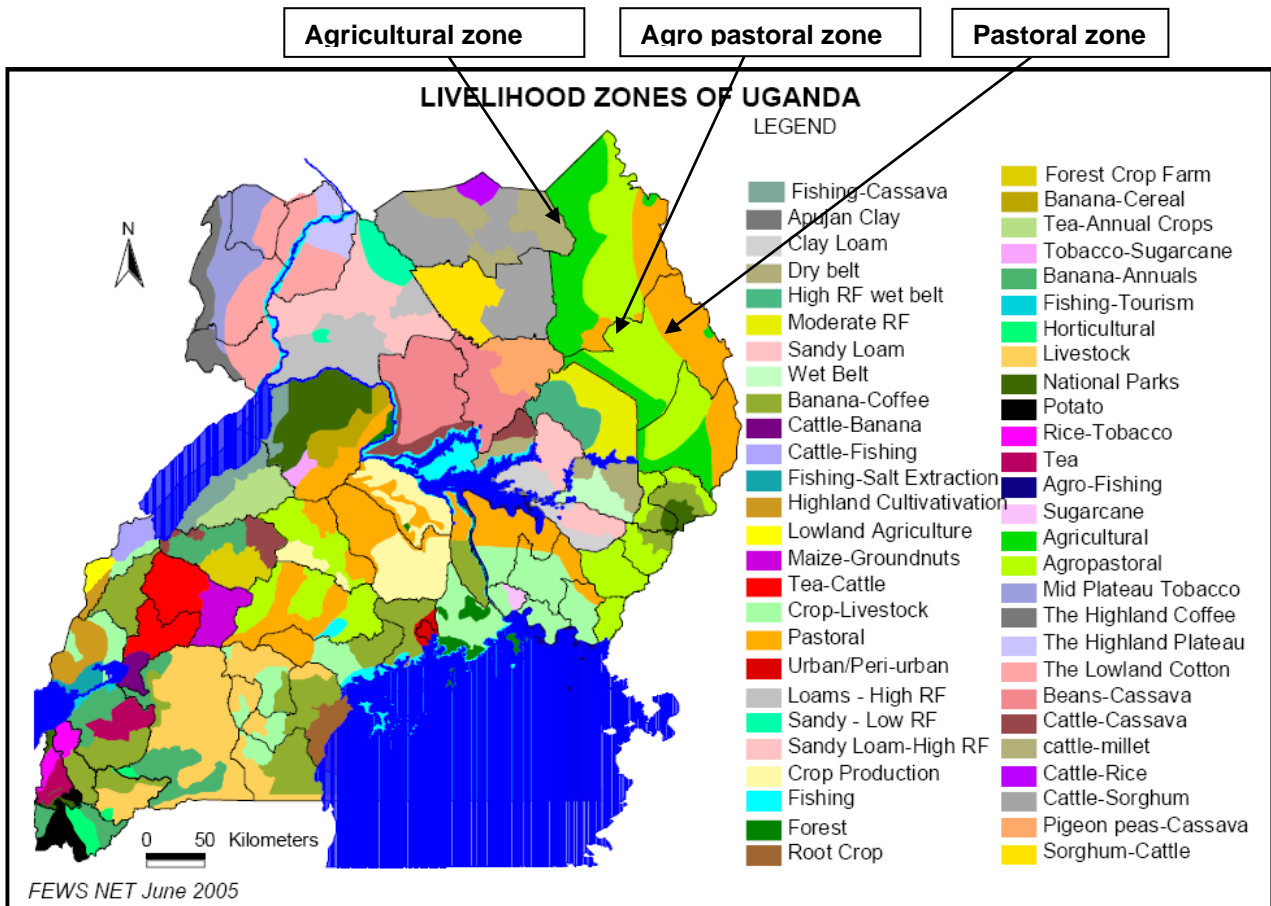 Agricultural zone
Agro pastoral zone
Pastoral zone
LIVELIHOOD ZONES OF UGANDA
LEGEND
N
Fishing-Cassava
Apujan Clay
Clay Loam
Dry belt
High RF wet belt
Moderate RF
Sandy Loam
Wet Belt
Banana-Coffee
Cattle-Banana
Cattle-Fishing
Fishing-Salt Extraction
Highland Cultivativation
Lowland Agriculture
Maize-Groundnuts
Tea-Cattle
Crop-Livestock
Pastoral
Urban/Peri-urban
Loams - High RF
Sandy - Low RF
Sandy Loam-High RF
Crop Production
Fishing
Forest
Root Crop
Forest Crop Farm
Banana-Cereal
Tea-Annual Crops
Tobacco-Sugarcane
Banana-Annuals
Fishing-Tourism
Horticultural
Livestock
National Parks
Potato
Rice-Tobacco
Tea
Agro-Fishing
Sugarcane
Agricultural
Agropastoral
Mid Plateau Tobacco
The Highland Coffee
The Highland Plateau
The Lowland Cotton
Beans-Cassava
Cattle-Cassava
cattle-millet
Cattle-Rice
Cattle-Sorghum
Pigeon peas-Cassava
Sorghum-Cattle
0 50 Kilometers
FEWS NET June 2005